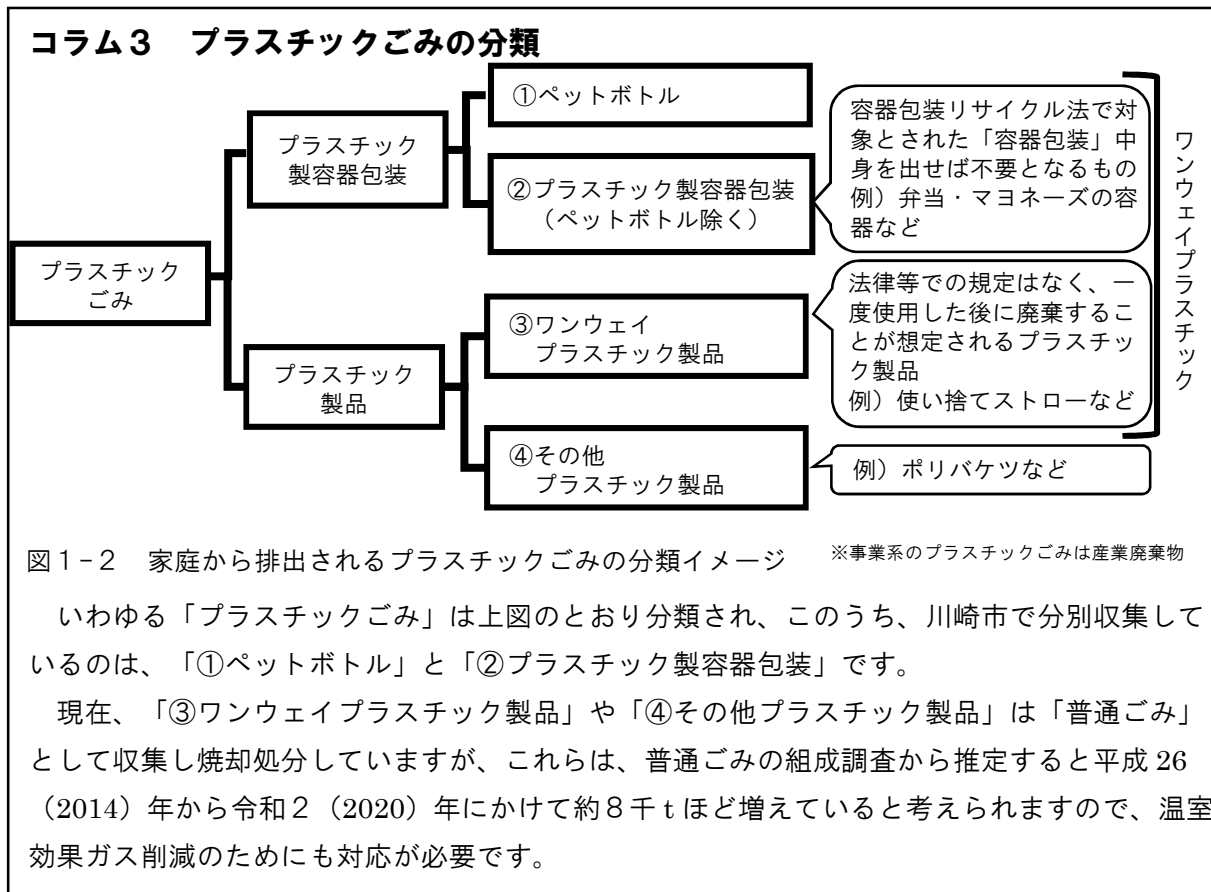 コラム３　プラスチックごみの分類
プラスチック
ごみ
プラスチック
製容器包装
プラスチック
製品
①ペットボトル
②プラスチック製容器包装
（ペットボトル除く）
③ワンウェイ
プラスチック製品
④その他
プラスチック製品
容器包装リサイクル法で対
象とされた「容器包装」中
身を出せば不要となるもの
例）弁当・マヨネーズの容
器など
法律等での規定はなく、一
度使用した後に廃棄するこ
とが想定されるプラスチッ
ク製品
例）使い捨てストローなど
例）ポリバケツなど
ワンウェイプラスチック
図１−２　家庭から排出されるプラスチックごみの分類イメージ
※事業系のプラスチックごみは産業廃棄物
いわゆる「プラスチックごみ」は上図のとおり分類され、このうち、川崎市で分別収集して
いるのは、「①ペットボトル」と「②プラスチック製容器包装」です。
現在、「③ワンウェイプラスチック製品」や「④その他プラスチック製品」は「普通ごみ」
として収集し焼却処分していますが、これらは、普通ごみの組成調査から推定すると平成 26
（2014）年から令和２（2020）年にかけて約８千ｔほど増えていると考えられますので、温室
効果ガス削減のためにも対応が必要です。